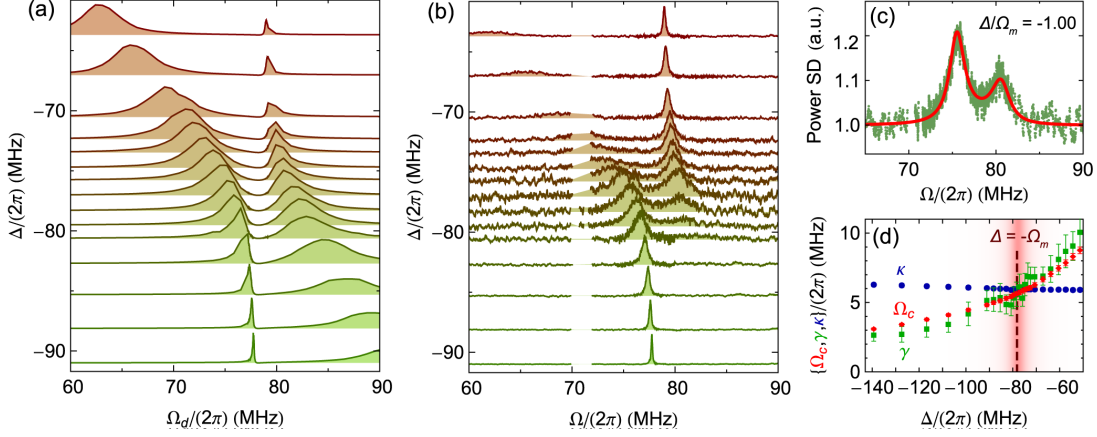 (a)
Δ/(2π) (MHz)
−70
−80
−90
60 70 80 90
Ω_d/(2π) (MHz)
(b)
Δ/(2π) (MHz)
−70
−80
−90
60 70 80 90
Ω/(2π) (MHz)
(c)
Δ/Ω_m = -1.00
Power SD (a.u.)
1.2
1.1
1.0
70 80 90
Ω/(2π) (MHz)
(d)
Δ = -Ω_m
κ
Ω_c
γ
{Ω_c,γ,κ}/(2π) (MHz)
10
5
0
−140 −120 −100 −80 −60
Δ/(2π) (MHz)